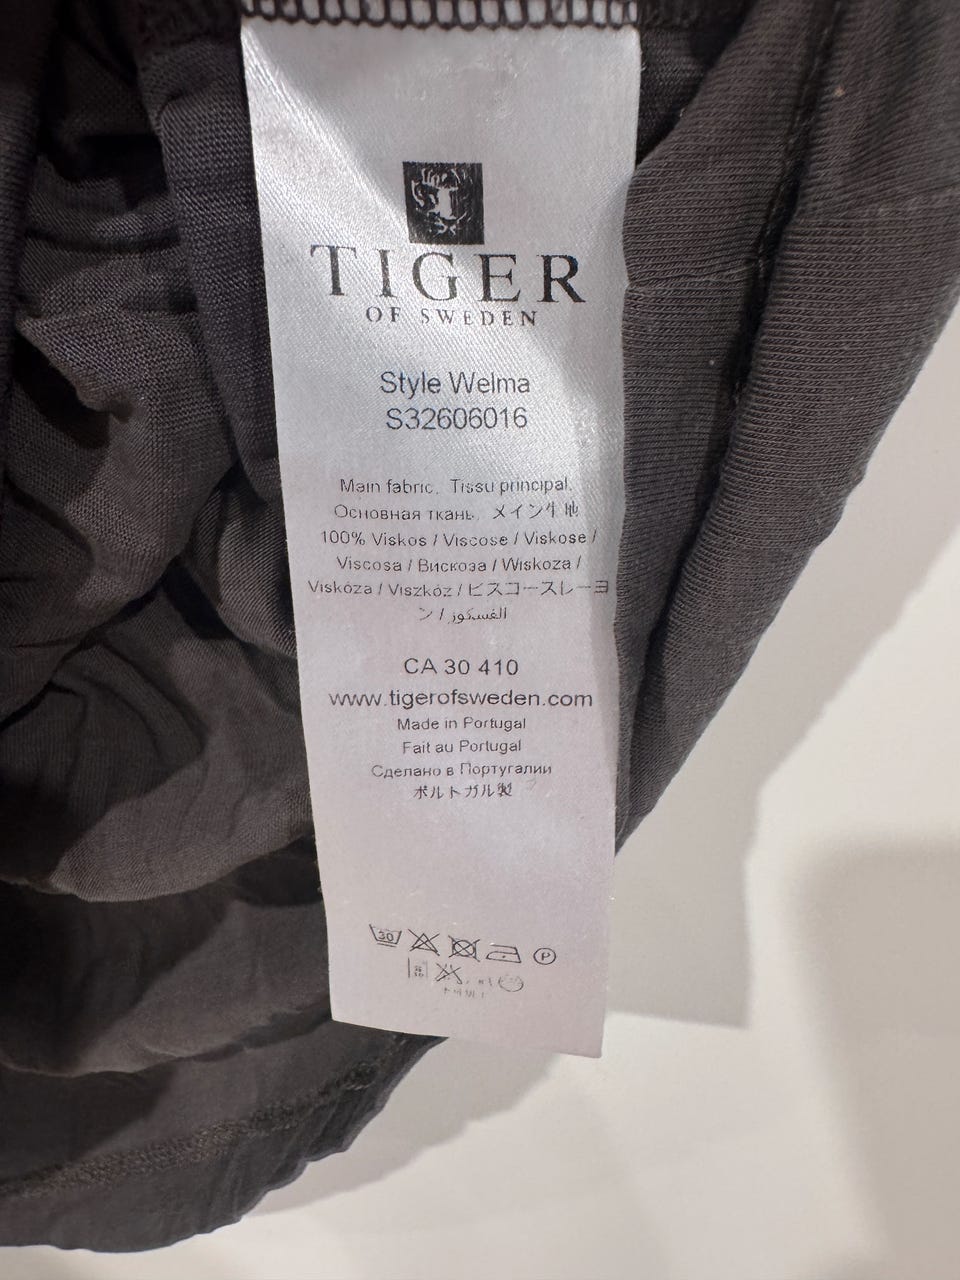 TIGER
OF SWEDEN
Style Welma
S32606016
Main fabric, Tissu principal,
Основная ткань, メイン生地
100% Viskos / Viscose / Viskose /
Viscosa / Вискоза / Wiskoza /
Viskóza / Viszkóz / ビスコースレーヨ
ン / الفسكوز
CA 30 410
www.tigerofsweden.com
Made in Portugal
Fait au Portugal
Сделано в Португалии
ポルトガル製
30
P